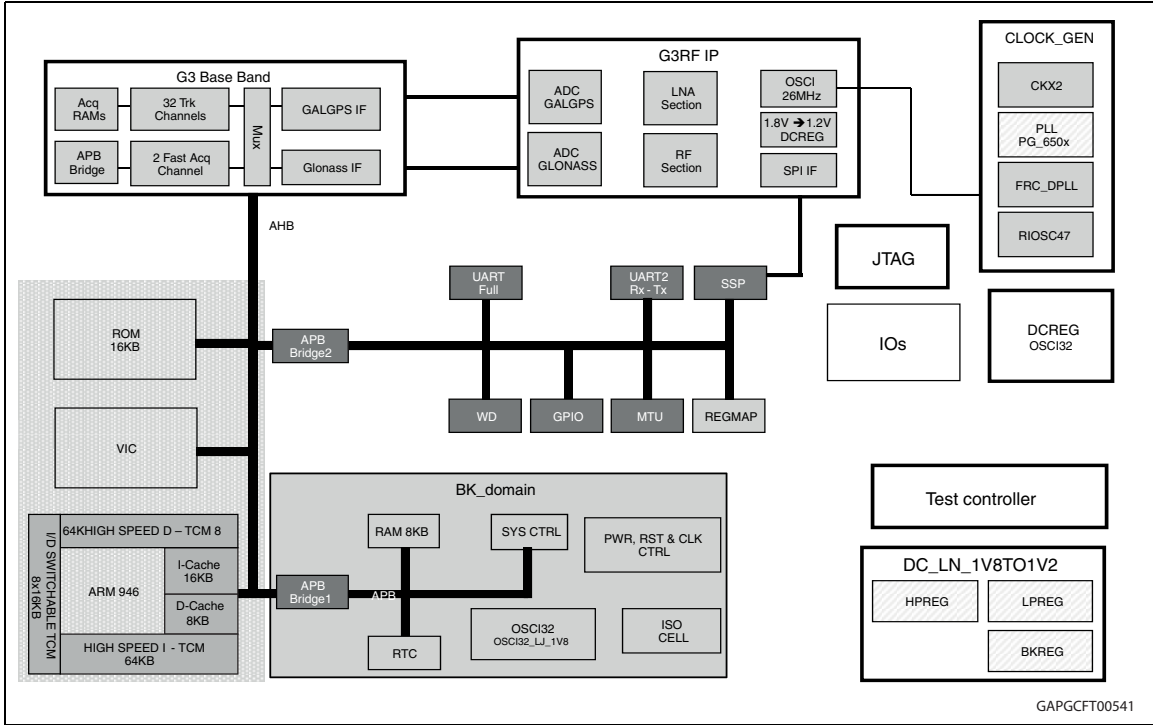 G3 Base Band
Acq
RAMs
32 Trk
Channels
Mux
GALGPS IF
APB
Bridge
2 Fast Acq
Channel
Glonass IF
G3RF IP
ADC
GALGPS
LNA
Section
OSCI
26MHz
1.8V ➔1.2V
DCREG
ADC
GLONASS
RF
Section
SPI IF
CLOCK_GEN
CKX2
PLL
PG_650x
FRC_DPLL
RIOSC47
AHB
UART
Full
UART2
Rx - Tx
SSP
JTAG
ROM
16KB
APB
Bridge2
IOs
DCREG
OSCI32
WD
GPIO
MTU
REGMAP
VIC
BK_domain
RAM 8KB
SYS CTRL
PWR, RST & CLK
CTRL
Test controller
64KHIGH SPEED D – TCM 8
I/D SWITCHABLE TCM
8x16KB
ARM 946
I-Cache
16KB
D-Cache
8KB
HIGH SPEED I - TCM
64KB
APB
Bridge1
APB
RTC
OSCI32
OSCI32_LJ_1V8
ISO
CELL
DC_LN_1V8TO1V2
HPREG
LPREG
BKREG
GAPGCFT00541